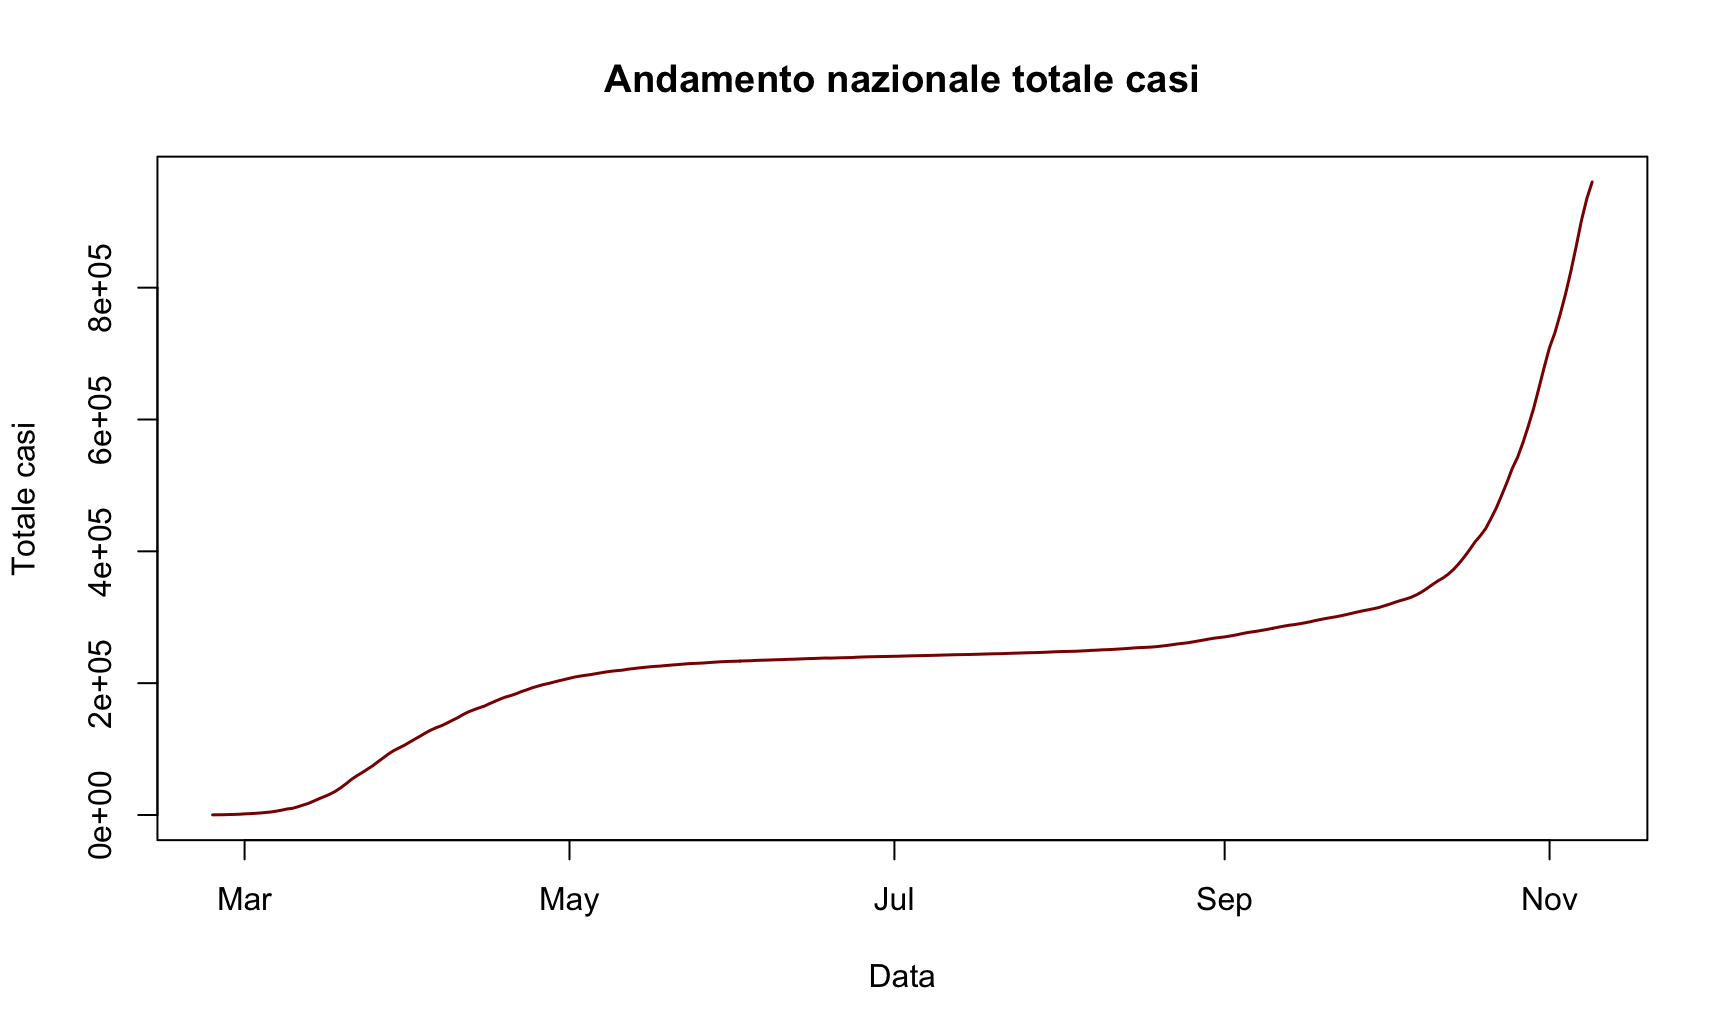 Andamento nazionale totale casi
Totale casi
8e+05
6e+05
4e+05
2e+05
0e+00
Mar May Jul Sep Nov
Data